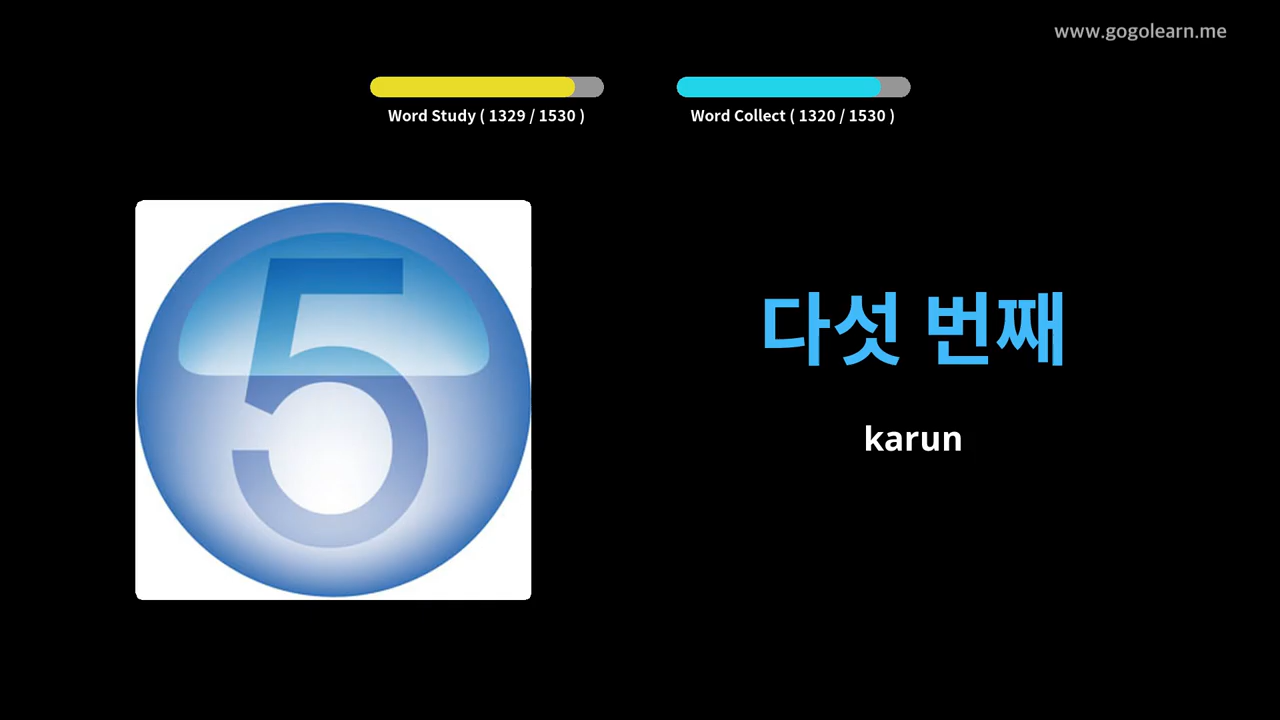 www.gogolearn.me
Word Study ( 1329 / 1530 )
Word Collect ( 1320 / 1530 )
5
다섯 번째
karun